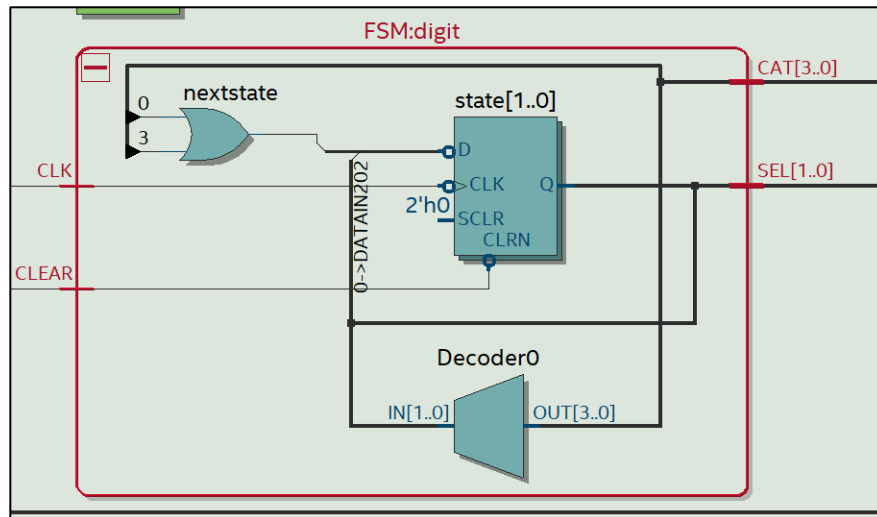 FSM:digit
CAT[3..0]
nextstate
state[1..0]
0
3
D
CLK
SEL[1..0]
CLK
Q
2'h0
SCLR
CLRN
CLEAR
0->DATAIN202
Decoder0
IN[1..0]
OUT[3..0]